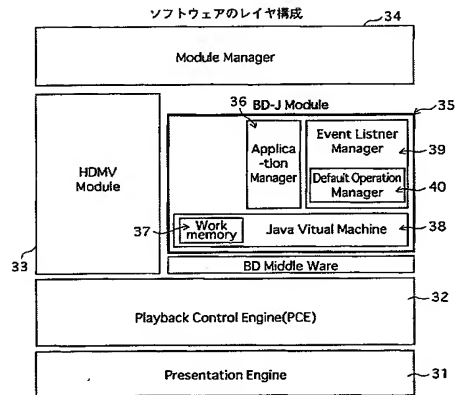 ソフトウェアのレイヤ構成
34
Module Manager
BD-J Module
35
36
HDMV
Module
33
Applica
-tion
Manager
Event Listner
Manager
39
Default Operation
Manager
40
37
Work
memory
Java Vitual Machine
38
BD Middle Ware
Playback Control Engine(PCE)
32
Presentation Engine
31